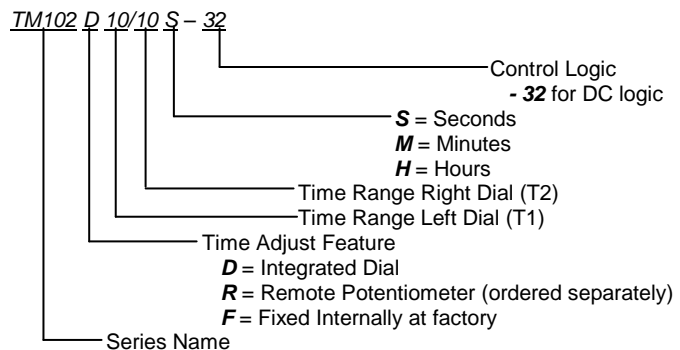 TM102 D 10/10 S – 32
Control Logic
- 32 for DC logic
S = Seconds
M = Minutes
H = Hours
Time Range Right Dial (T2)
Time Range Left Dial (T1)
Time Adjust Feature
D = Integrated Dial
R = Remote Potentiometer (ordered separately)
F = Fixed Internally at factory
Series Name